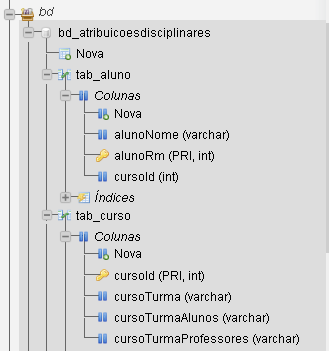 bd
bd_atribuicoesdisciplinares
Nova
tab_aluno
Colunas
Nova
alunoNome (varchar)
alunoRm (PRI, int)
cursoId (int)
Índices
tab_curso
Colunas
Nova
cursoId (PRI, int)
cursoTurma (varchar)
cursoTurmaAlunos (varchar)
cursoTurmaProfessores (varchar)